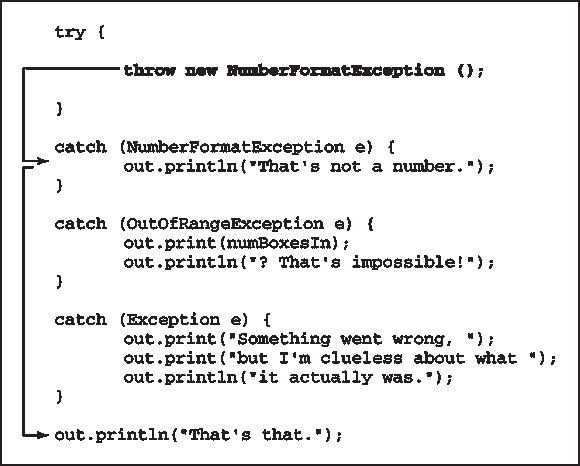 try {
throw new NumberFormatException ();
}
catch (NumberFormatException e) {
out.println("That's not a number.");
}
catch (OutOfRangeException e) {
out.print(numBoxesIn);
out.println("? That's impossible!");
}
catch (Exception e) {
out.print("Something went wrong, ");
out.print("but I'm clueless about what ");
out.println("it actually was.");
}
out.println("That's that.");